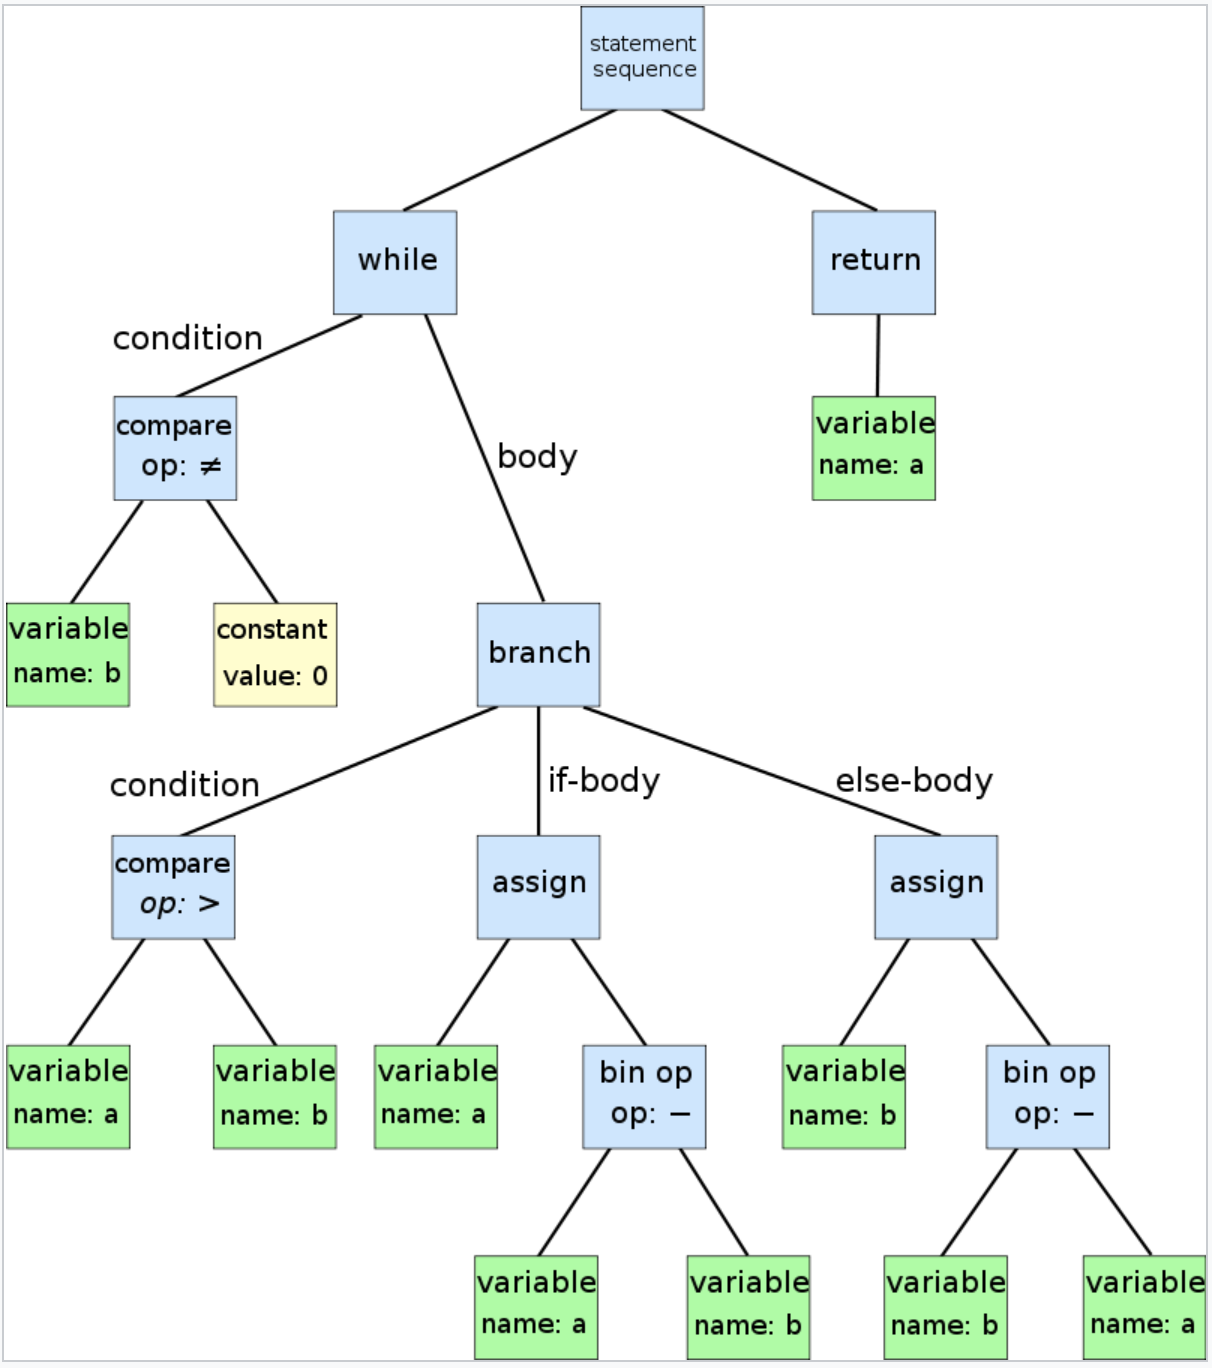 statement
sequence
while
return
condition
compare
op: ≠
body
variable
name: a
variable
name: b
constant
value: 0
branch
condition
if-body
else-body
compare
op: >
assign
assign
variable
name: a
variable
name: b
variable
name: a
bin op
op: −
variable
name: b
bin op
op: −
variable
name: a
variable
name: b
variable
name: b
variable
name: a